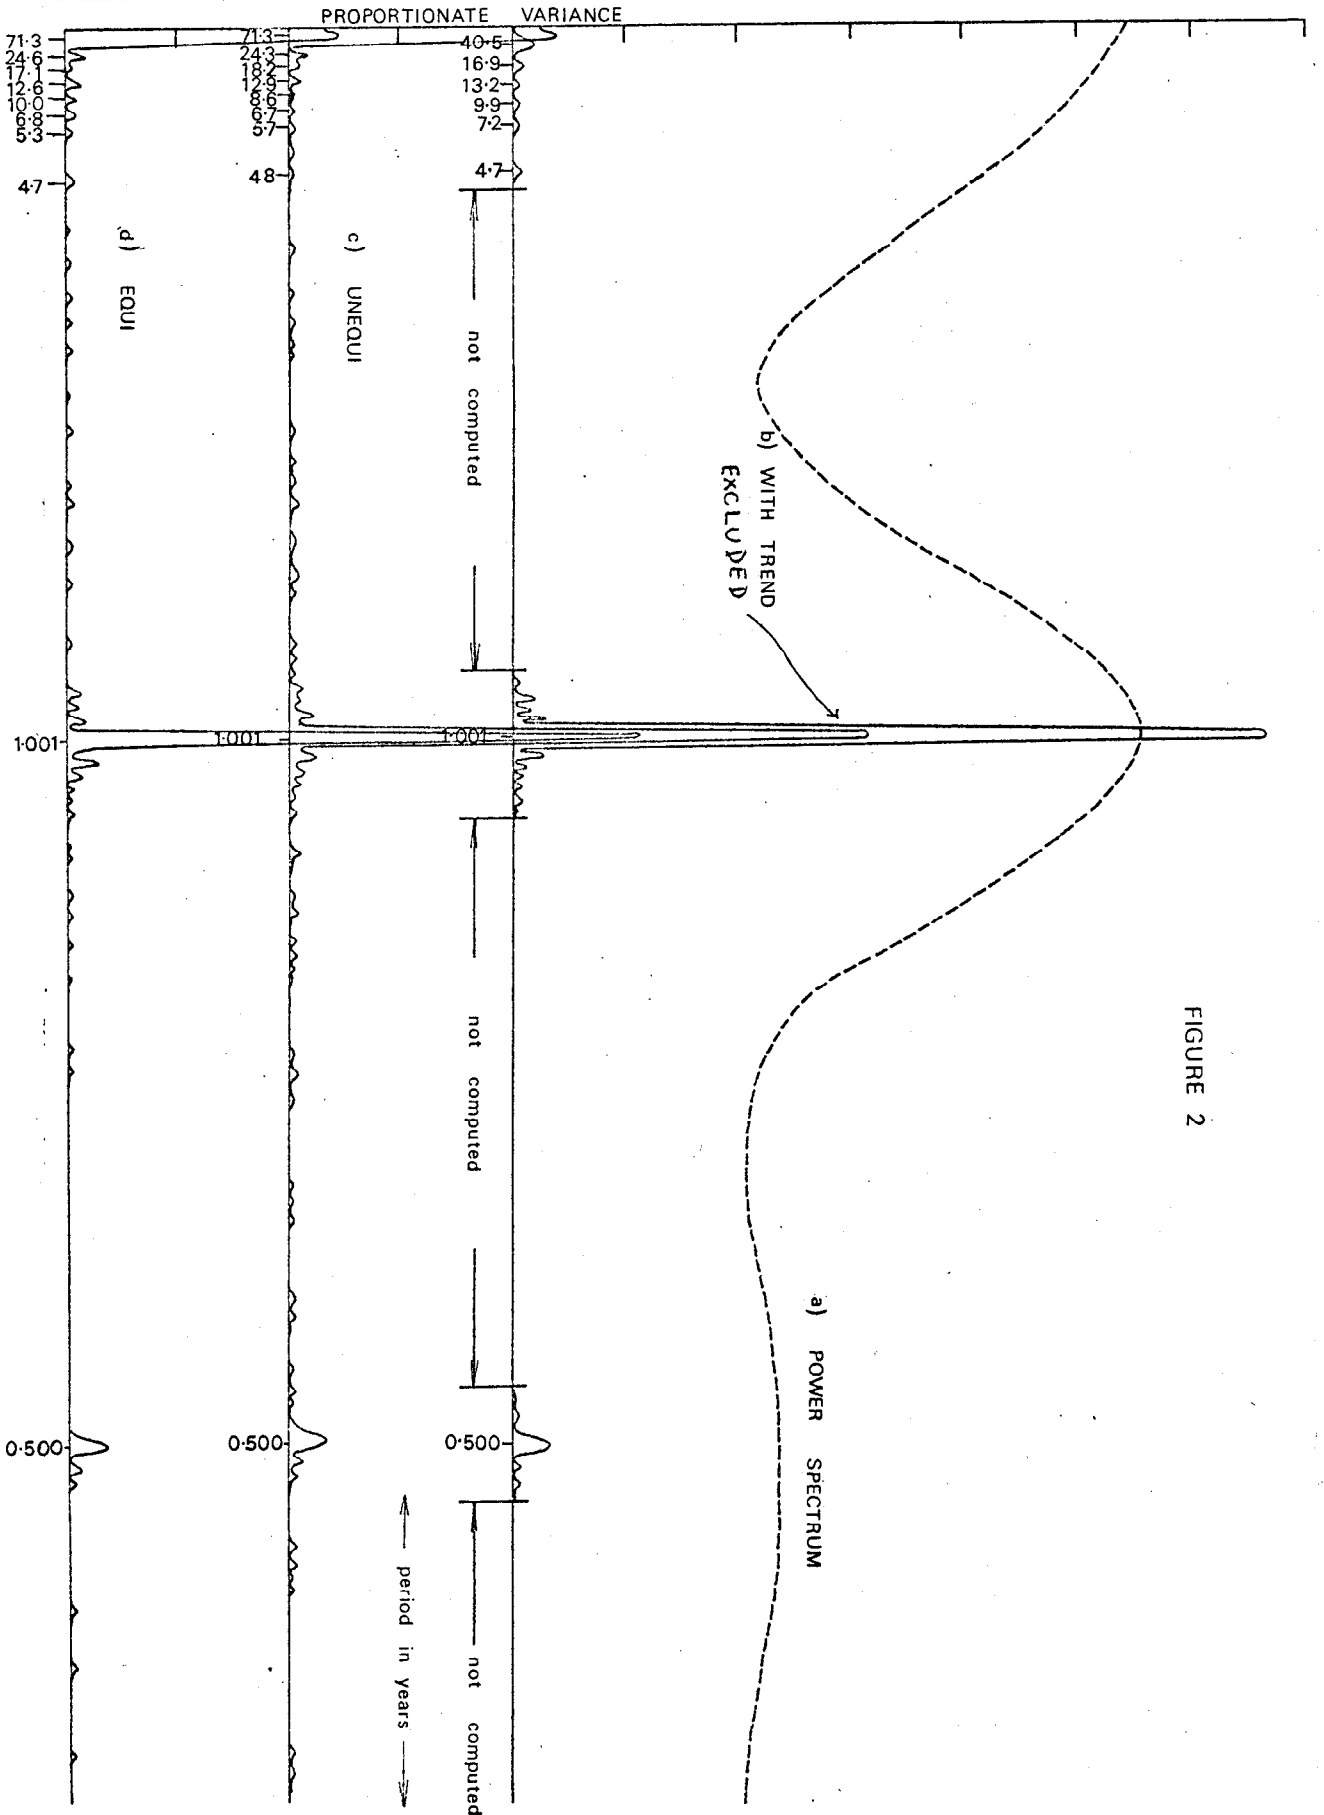 PROPORTIONATE VARIANCE
71.3
24.6
17.1
12.6
10.0
6.8
5.3
4.7
1.001
0.500
d) EQUI
71.3
24.3
18.2
12.9
8.6
6.7
5.7
4.8
1.001
0.500
c) UNEQUI
40.5
16.9
13.2
9.9
7.2
4.7
1.001
0.500
not computed
not computed
not computed
period in years
b) WITH TREND
EXCLUDED
a) POWER SPECTRUM
FIGURE 2